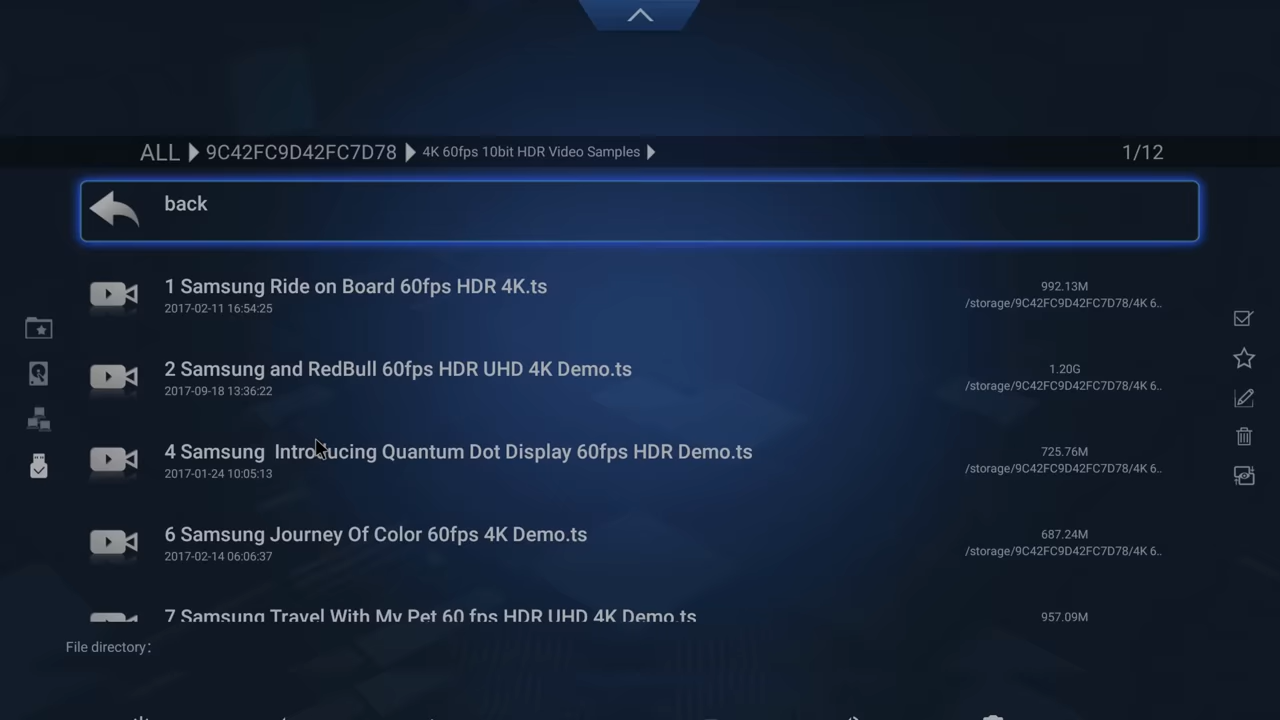 ALL 9C42FC9D42FC7D78 4K 60fps 10bit HDR Video Samples 1/12
back
1 Samsung Ride on Board 60fps HDR 4K.ts
992.13M
2017-02-11 16:54:25
/storage/9C42FC9D42FC7D78/4K 6..
2 Samsung and RedBull 60fps HDR UHD 4K Demo.ts
1.20G
2017-09-18 13:36:22
/storage/9C42FC9D42FC7D78/4K 6..
4 Samsung  Introducing Quantum Dot Display 60fps HDR Demo.ts
725.76M
2017-01-24 10:05:13
/storage/9C42FC9D42FC7D78/4K 6..
6 Samsung Journey Of Color 60fps 4K Demo.ts
687.24M
2017-02-14 06:06:37
/storage/9C42FC9D42FC7D78/4K 6..
7 Samsung Travel With My Pet 60 fps HDR UHD 4K Demo.ts
957.09M
File directory: